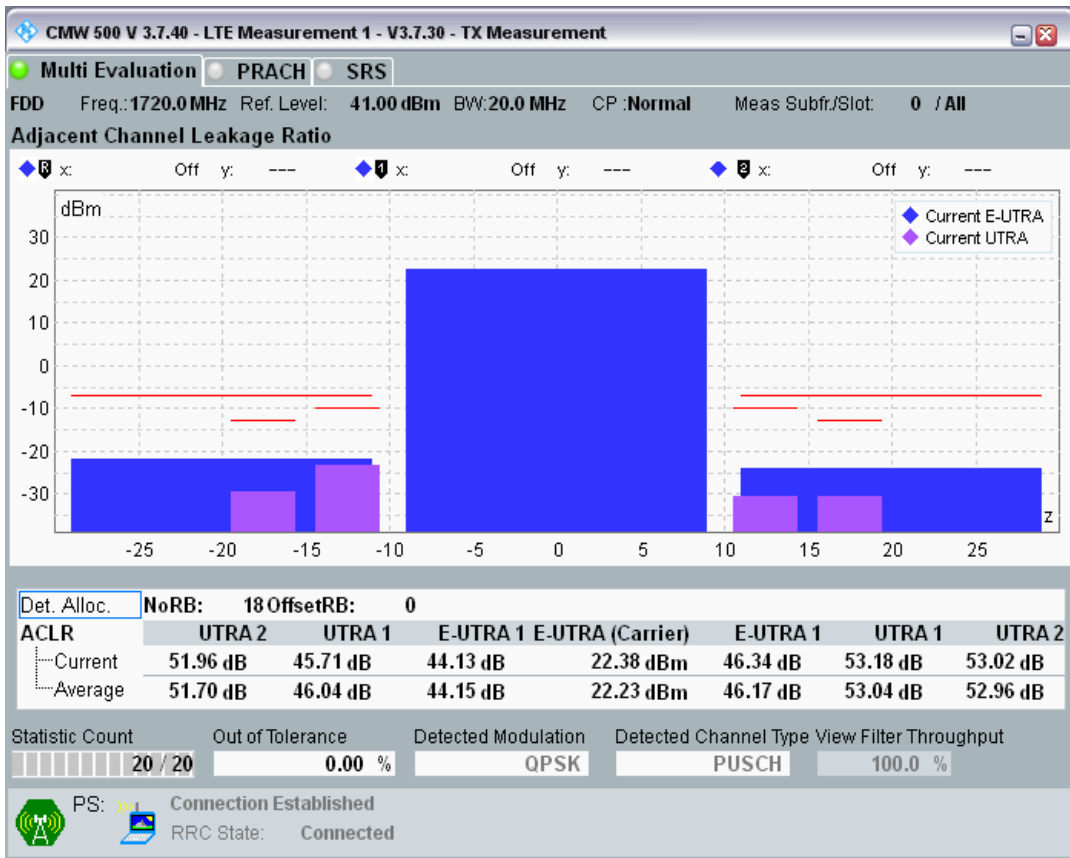 CMW 500 V 3.7.40 - LTE Measurement 1 - V3.7.30 - TX Measurement
Multi Evaluation PRACH SRS
FDD Freq.:1720.0 MHz Ref. Level: 41.00 dBm BW:20.0 MHz CP :Normal Meas Subfr./Slot: 0 / All
Adjacent Channel Leakage Ratio
R x: Off y: --- 1 x: Off y: --- 2 x: Off y: ---
dBm
Current E-UTRA
Current UTRA
30
20
10
0
-10
-20
-30
z
-25 -20 -15 -10 -5 0 5 10 15 20 25
Det. Alloc. NoRB: 18 OffsetRB: 0
ACLR UTRA 2 UTRA 1 E-UTRA 1 E-UTRA (Carrier) E-UTRA 1 UTRA 1 UTRA 2
Current 51.96 dB 45.71 dB 44.13 dB 22.38 dBm 46.34 dB 53.18 dB 53.02 dB
Average 51.70 dB 46.04 dB 44.15 dB 22.23 dBm 46.17 dB 53.04 dB 52.96 dB
Statistic Count Out of Tolerance Detected Modulation Detected Channel Type View Filter Throughput
20 / 20 0.00 % QPSK PUSCH 100.0 %
PS: Connection Established
RRC State: Connected